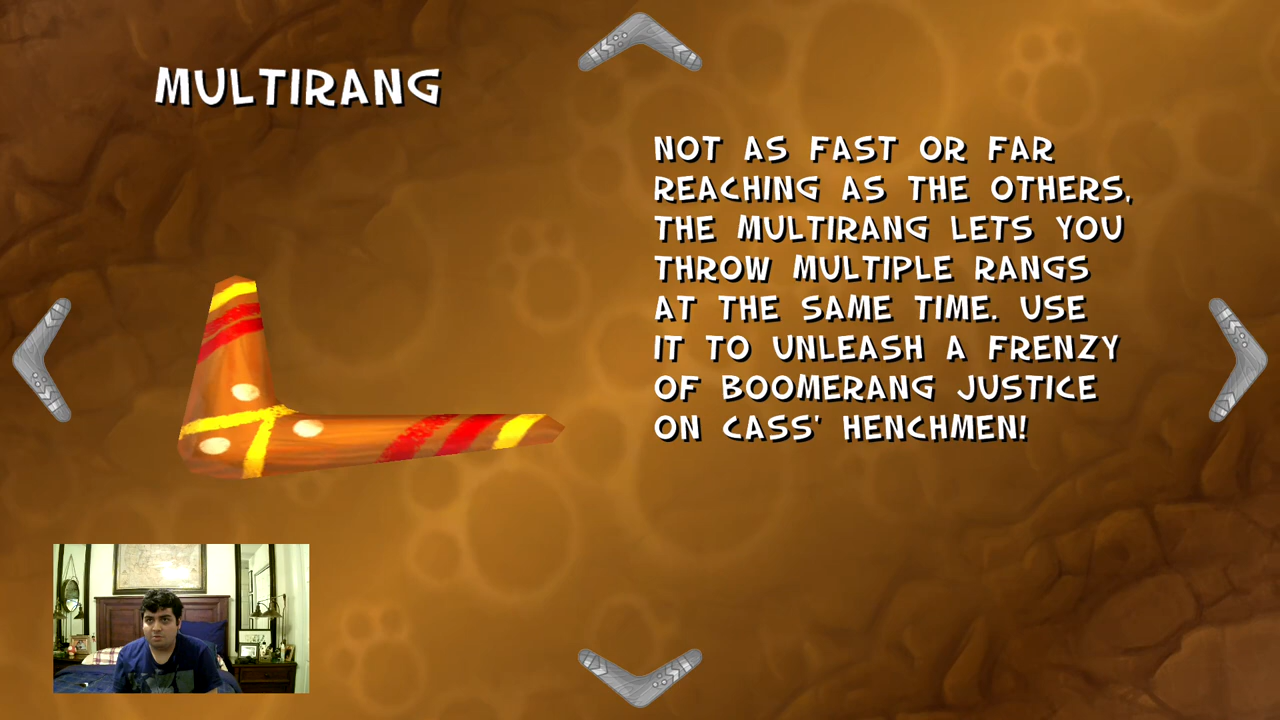 MULTIRANG
NOT AS FAST OR FAR
REACHING AS THE OTHERS,
THE MULTIRANG LETS YOU
THROW MULTIPLE RANGS
AT THE SAME TIME. USE
IT TO UNLEASH A FRENZY
OF BOOMERANG JUSTICE
ON CASS' HENCHMEN!